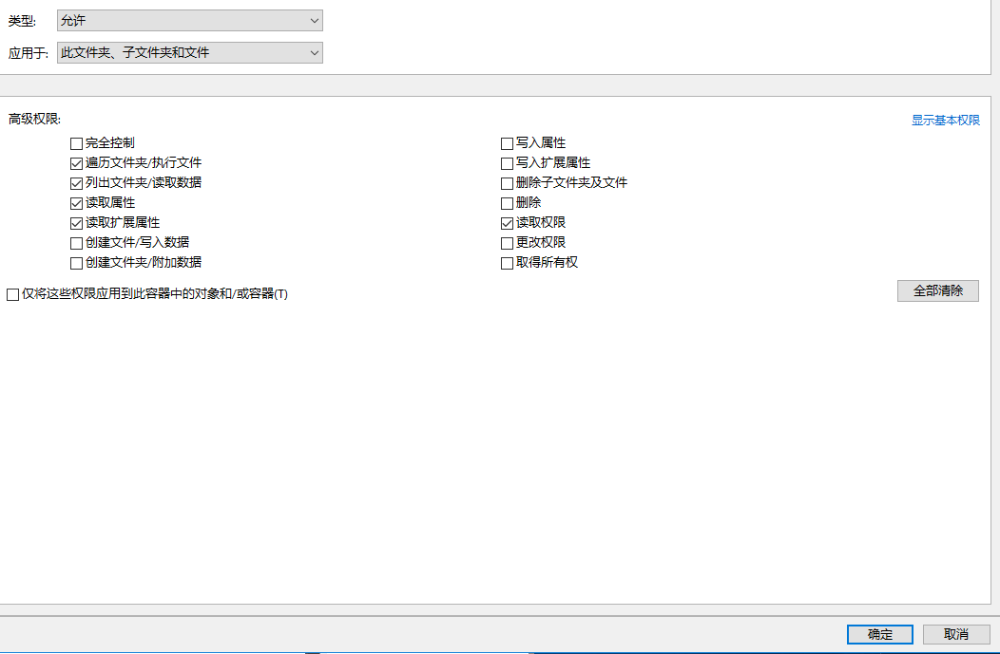 类型: 允许
应用于: 此文件夹、子文件夹和文件
高级权限: 显示基本权限
完全控制 写入属性
遍历文件夹/执行文件 写入扩展属性
列出文件夹/读取数据 删除子文件夹及文件
读取属性 删除
读取扩展属性 读取权限
创建文件/写入数据 更改权限
创建文件夹/附加数据 取得所有权
仅将这些权限应用到此容器中的对象和/或容器(T) 全部清除
确定 取消